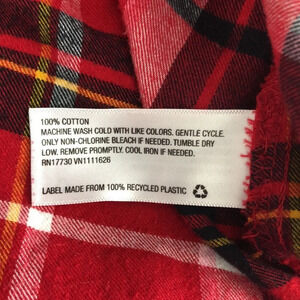 100% COTTON
MACHINE WASH COLD WITH LIKE COLORS. GENTLE CYCLE.
ONLY NON-CHLORINE BLEACH IF NEEDED. TUMBLE DRY
LOW. REMOVE PROMPTLY. COOL IRON IF NEEDED.
RN17730 VN1111626
LABEL MADE FROM 100% RECYCLED PLASTIC